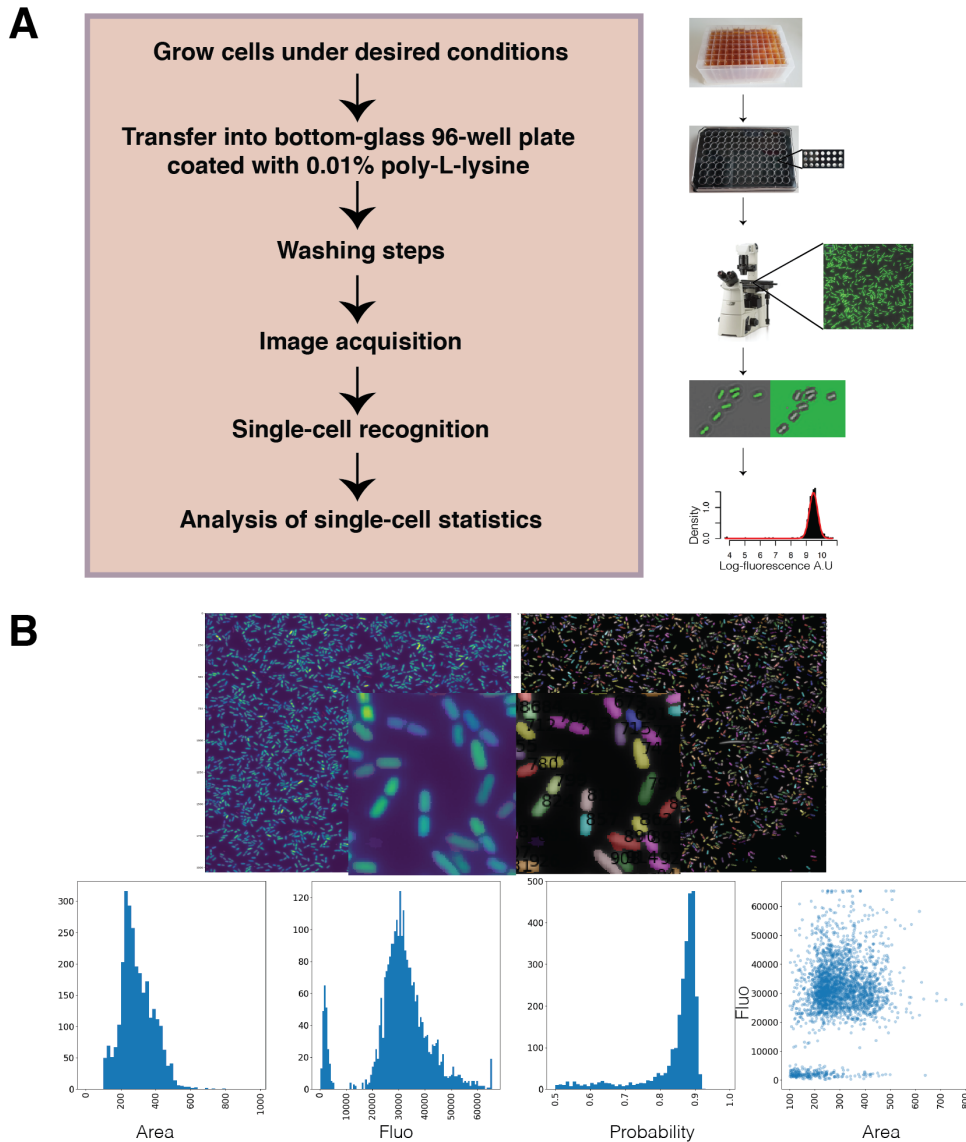 A
Grow cells under desired conditions
Transfer into bottom-glass 96-well plate
coated with 0.01% poly-L-lysine
Washing steps
Image acquisition
Single-cell recognition
Analysis of single-cell statistics
Density
1.0
0.0
4 5 6 7 8 9 10
Log-fluorescence A.U
B
780
300
250
200
150
100
50
0
0 200 400 600 800 1000
Area
120
100
80
60
40
20
0
0 10000 20000 30000 40000 50000 60000
Fluo
500
400
300
200
100
0
0.5 0.6 0.7 0.8 0.9 1.0
Probability
Fluo
60000
50000
40000
30000
20000
10000
0
100 200 300 400 500 600 700 800
Area